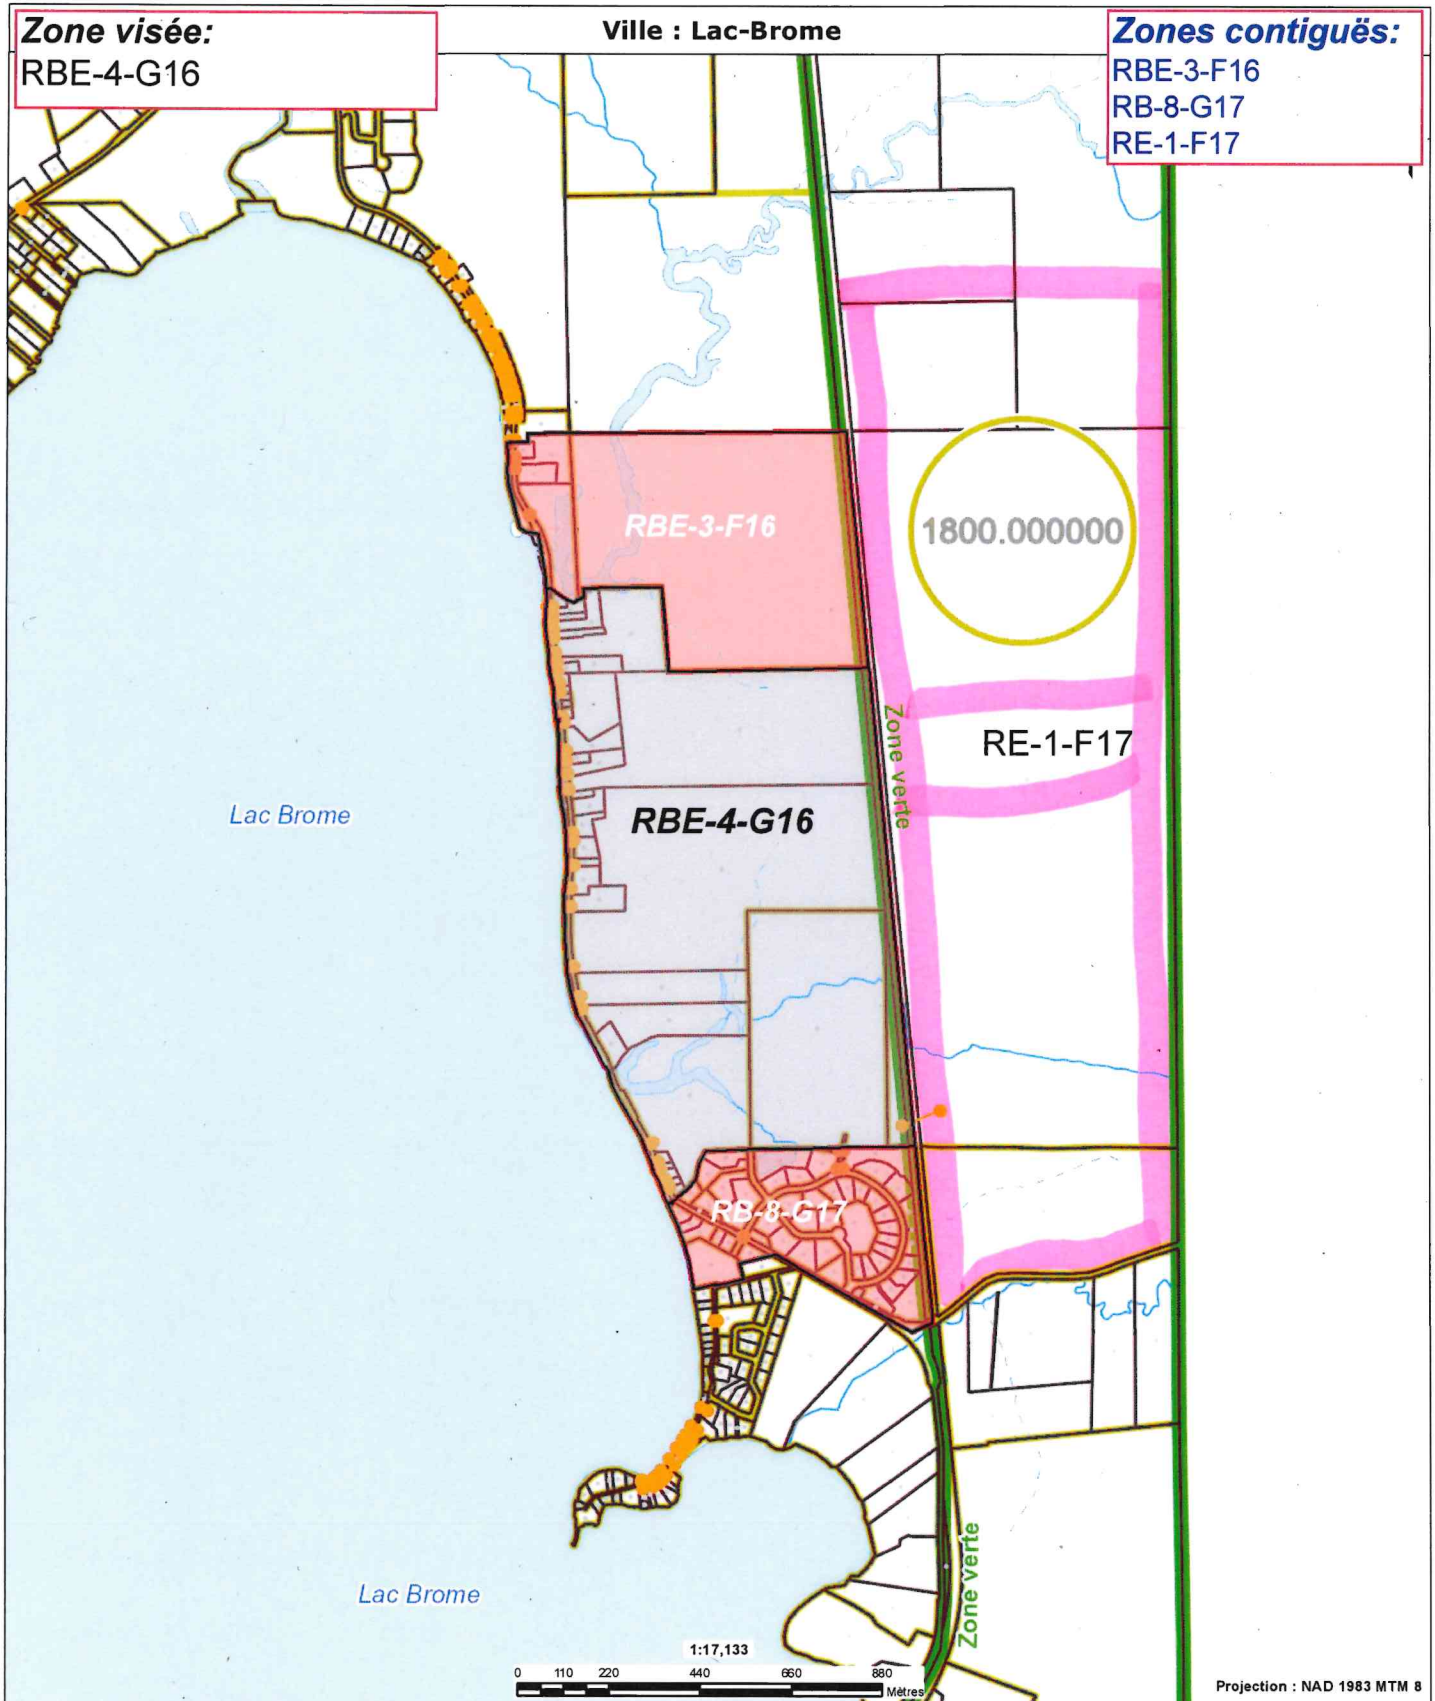 Zone visée:
RBE-4-G16
Ville : Lac-Brome
Zones contiguës:
RBE-3-F16
RB-8-G17
RE-1-F17
RBE-3-F16
1800.000000
Zone verte
RE-1-F17
Lac Brome
RBE-4-G16
RB-8-G17
Zone verte
Lac Brome
1:17,133
0 110 220 440 660 880
Mètres
Projection : NAD 1983 MTM 8